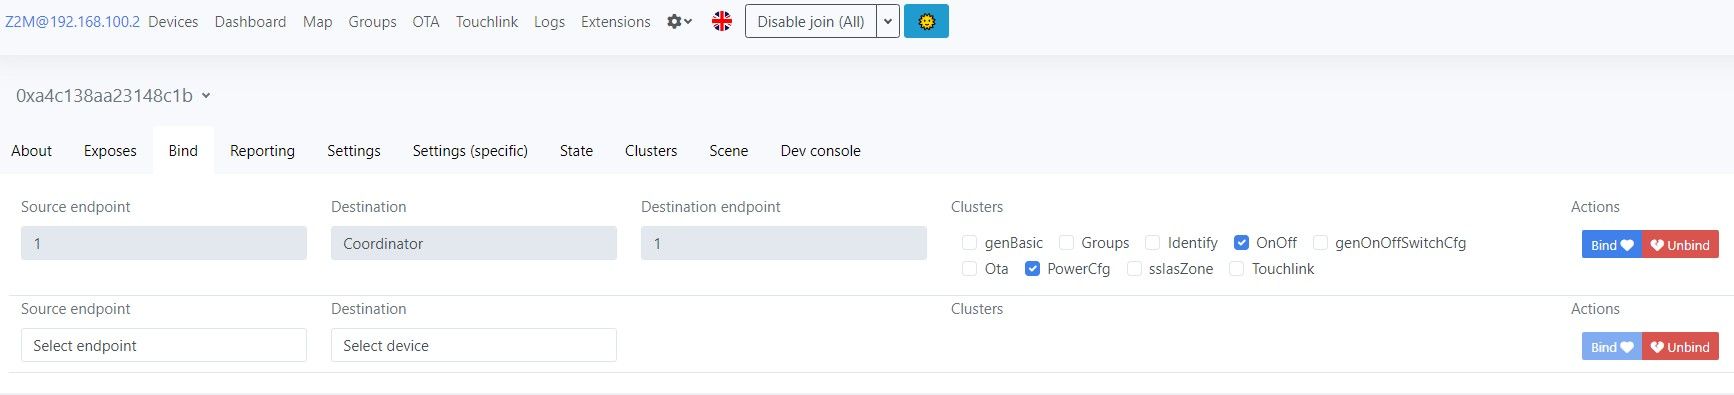 Z2M@192.168.100.2 Devices Dashboard Map Groups OTA Touchlink Logs Extensions Disable join (All)
0xa4c138aa23148c1b
About Exposes Bind Reporting Settings Settings (specific) State Clusters Scene Dev console
Source endpoint Destination Destination endpoint Clusters Actions
1 Coordinator 1 genBasic Groups Identify OnOff genOnOffSwitchCfg Bind Unbind
Ota PowerCfg ssIasZone Touchlink
Source endpoint Destination Clusters Actions
Select endpoint Select device Bind Unbind